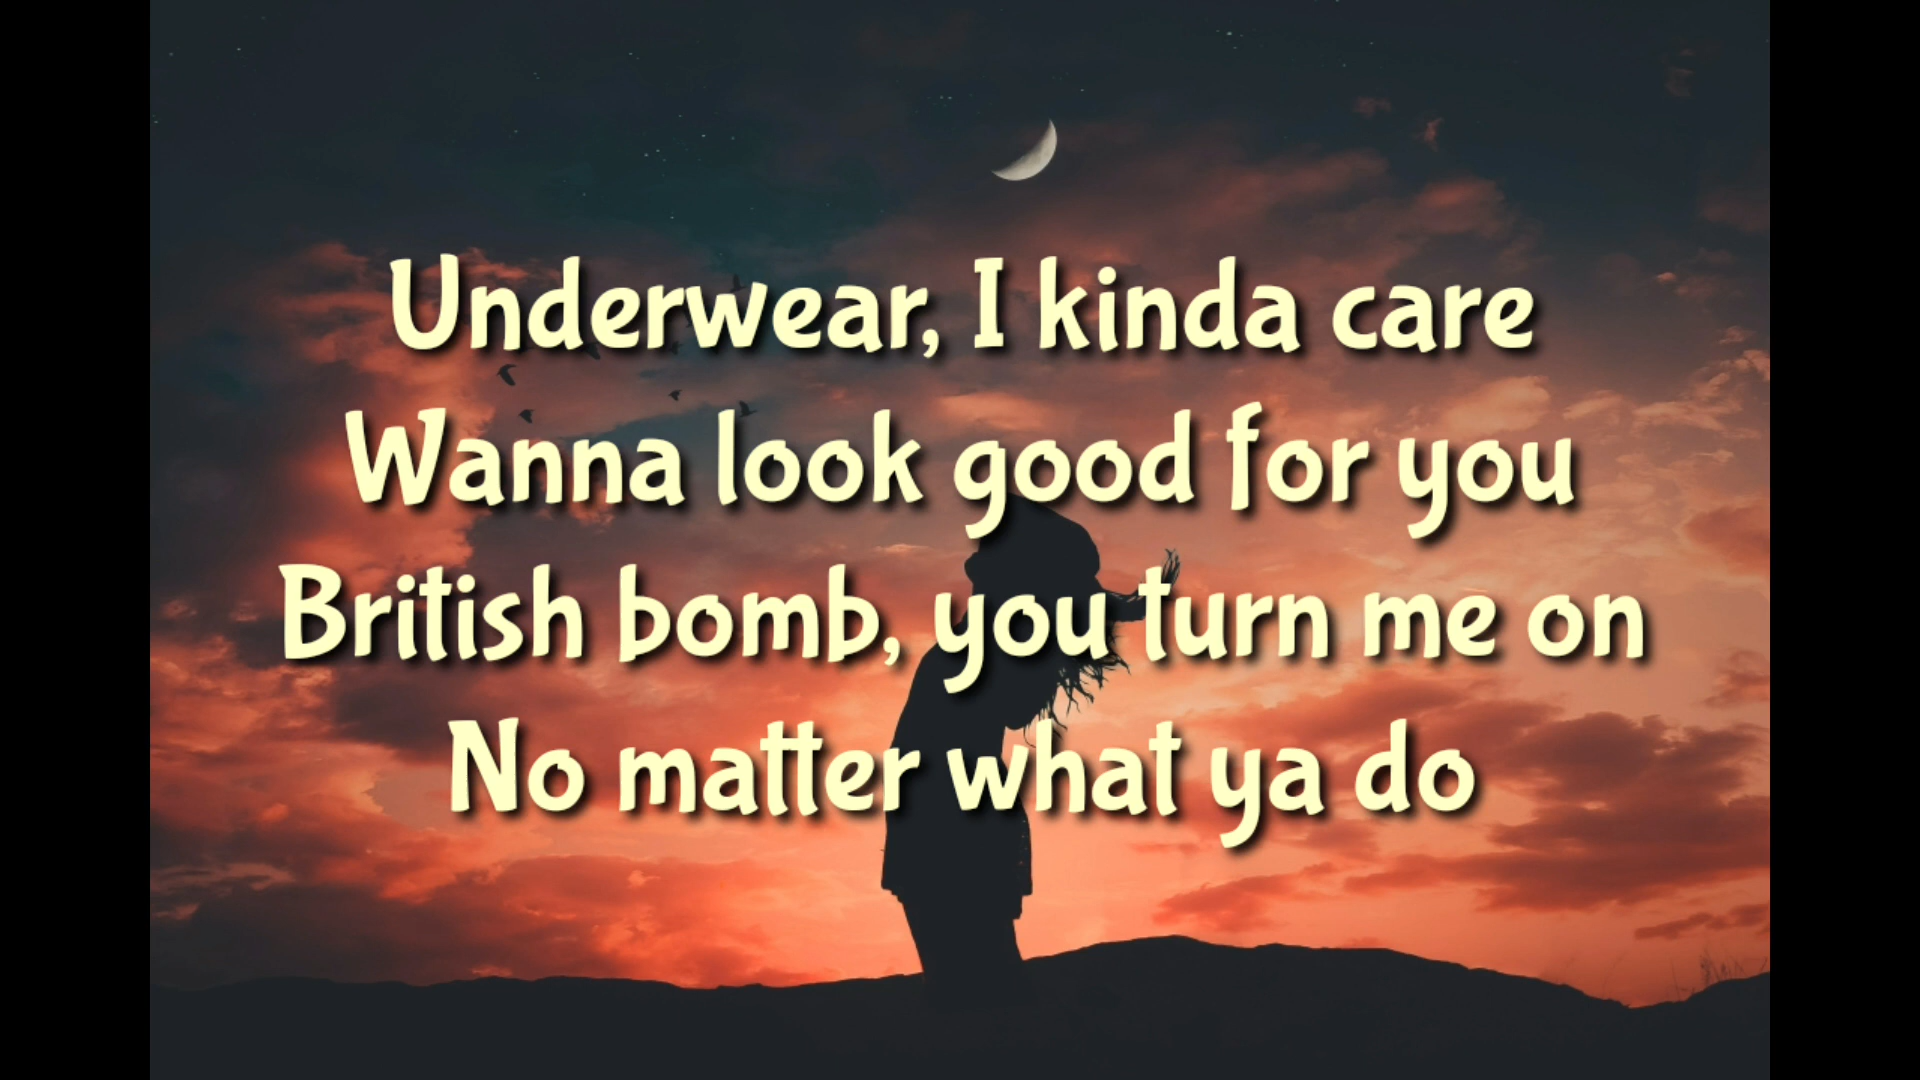 Underwear, I kinda care
Wanna look good for you
British bomb, you turn me on
No matter what ya do